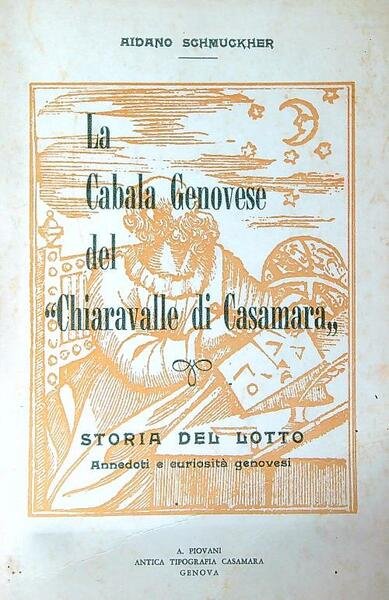 AIDANO SCHMUCKHER
La
Cabala Genovese
del
“Chiaravalle di Casamara„
STORIA DEL LOTTO
Annedoti e curiosità genovesi
A. PIOVANI
ANTICA TIPOGRAFIA CASAMARA
GENOVA